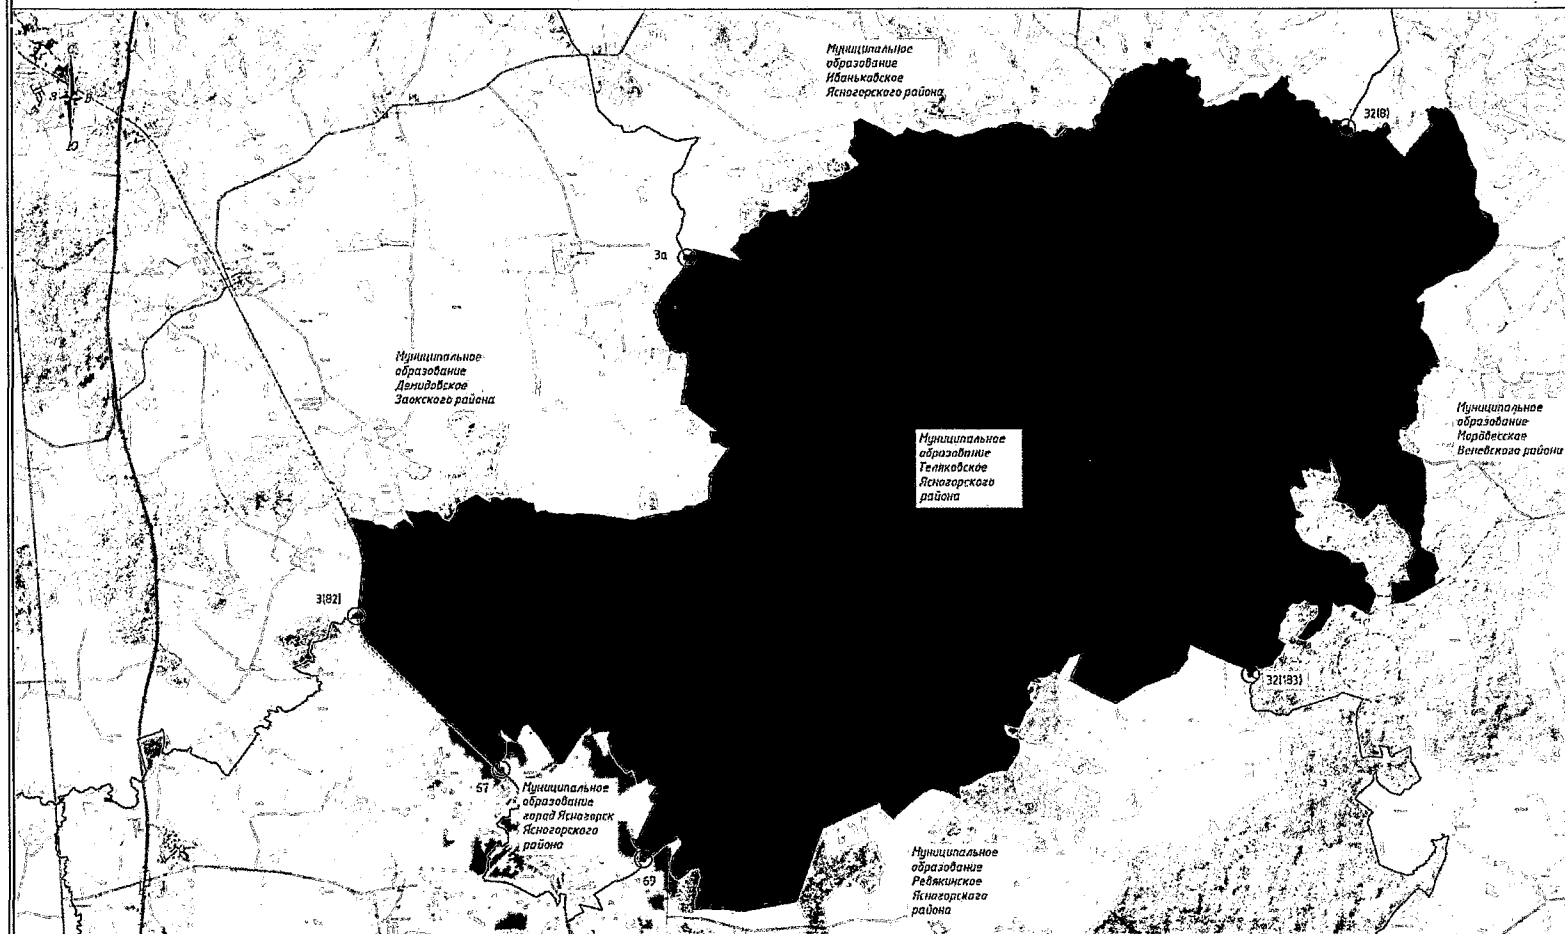 Муниципальное
образование
Иваньковское
Ясногорского района
32(8)
3а
Муниципальное
образование
Демидовское
Заокского района
Муниципальное
образование
Мордвесское
Веневского района
Муниципальное
образование
Теляковское
Ясногорского
района
3(82)
32(183)
57
Муниципальное
образование
город Ясногорск
Ясногорского
района
69
Муниципальное
образование
Ревякинское
Ясногорского
района